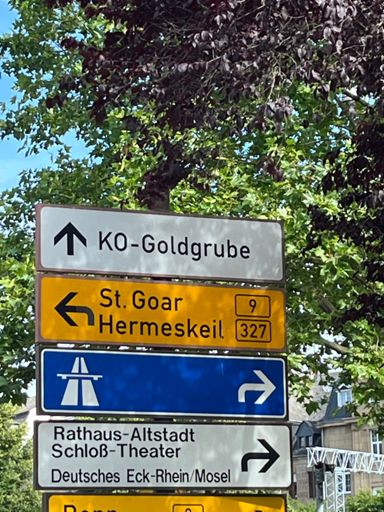 KO-Goldgrube
St. Goar 9
Hermeskeil 327
Rathaus-Altstadt
Schloß-Theater
Deutsches Eck-Rhein/Mosel